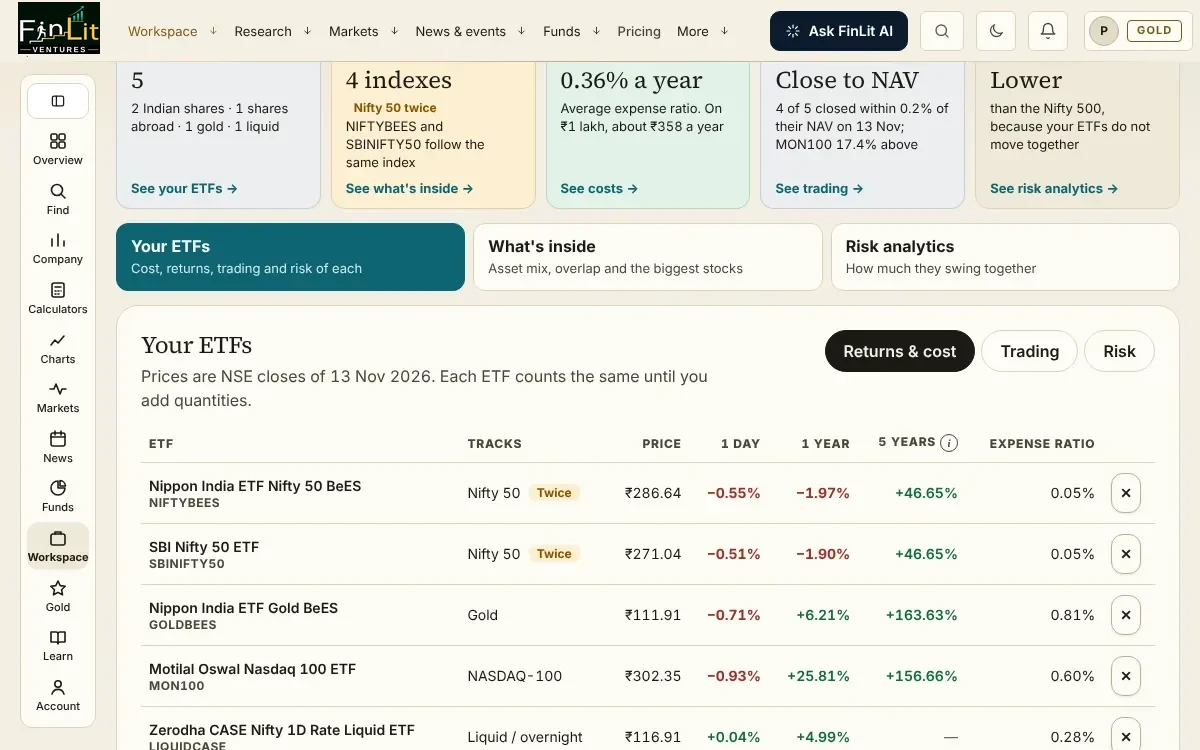 FinLit
VENTURES
Workspace ↓
Research ↓
Markets ↓
News & events ↓
Funds ↓
Pricing
More ↓
Ask FinLit AI
P
GOLD
Overview
Find
Company
Calculators
Charts
Markets
News
Funds
Workspace
Gold
Learn
Account
5
2 Indian shares · 1 shares
abroad · 1 gold · 1 liquid
See your ETFs →
4 indexes
Nifty 50 twice
NIFTYBEES and
SBINIFTY50 follow the
same index
See what's inside →
0.36% a year
Average expense ratio. On
₹1 lakh, about ₹358 a year
See costs →
Close to NAV
4 of 5 closed within 0.2% of
their NAV on 13 Nov;
MON100 17.4% above
See trading →
Lower
than the Nifty 500,
because your ETFs do not
move together
See risk analytics →
Your ETFs
Cost, returns, trading and risk of each
What's inside
Asset mix, overlap and the biggest stocks
Risk analytics
How much they swing together
Your ETFs
Prices are NSE closes of 13 Nov 2026. Each ETF counts the same until you
add quantities.
Returns & cost
Trading
Risk
ETF TRACKS PRICE 1 DAY 1 YEAR 5 YEARS i EXPENSE RATIO
Nippon India ETF Nifty 50 BeES
NIFTYBEES
Nifty 50 Twice ₹286.64 −0.55% −1.97% +46.65% 0.05% ×
SBI Nifty 50 ETF
SBINIFTY50
Nifty 50 Twice ₹271.04 −0.51% −1.90% +46.65% 0.05% ×
Nippon India ETF Gold BeES
GOLDBEES
Gold ₹111.91 −0.71% +6.21% +163.63% 0.81% ×
Motilal Oswal Nasdaq 100 ETF
MON100
NASDAQ-100 ₹302.35 −0.93% +25.81% +156.66% 0.60% ×
Zerodha CASE Nifty 1D Rate Liquid ETF
LIQUIDCASE
Liquid / overnight ₹116.91 +0.04% +4.99% — 0.28% ×